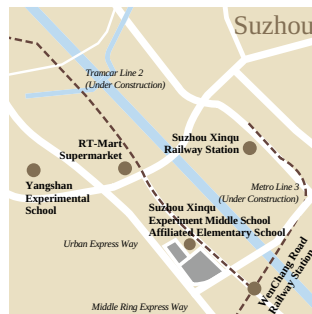 Suzhou
Tramcar Line 2
(Under Construction)
RT-Mart
Supermarket
Suzhou Xinqu
Railway Station
Yangshan
Experimental
School
Metro Line 3
(Under Construction)
Suzhou Xinqu
Experiment Middle School
Affiliated Elementary School
Urban Express Way
WenChang Road
Railway Station
Middle Ring Express Way